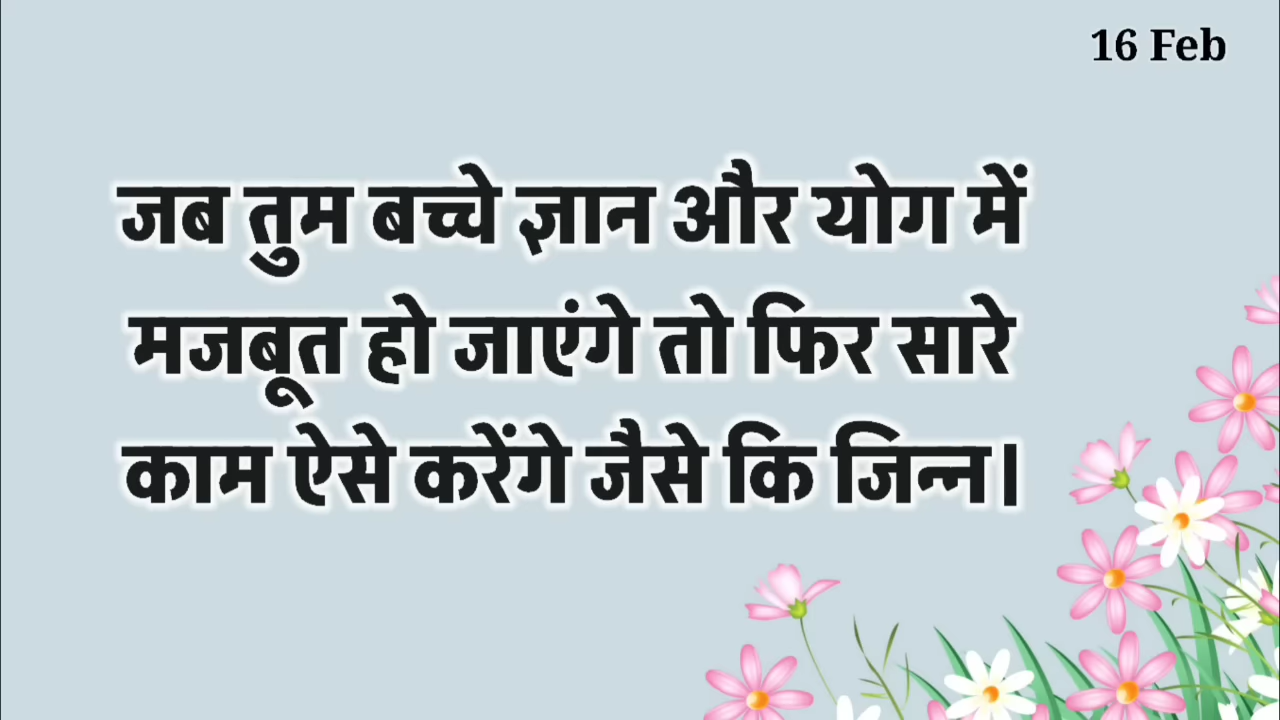 16 Feb
जब तुम बच्चे ज्ञान और योग में
मजबूत हो जाएंगे तो फिर सारे
काम ऐसे करेंगे जैसे कि जिन्न।